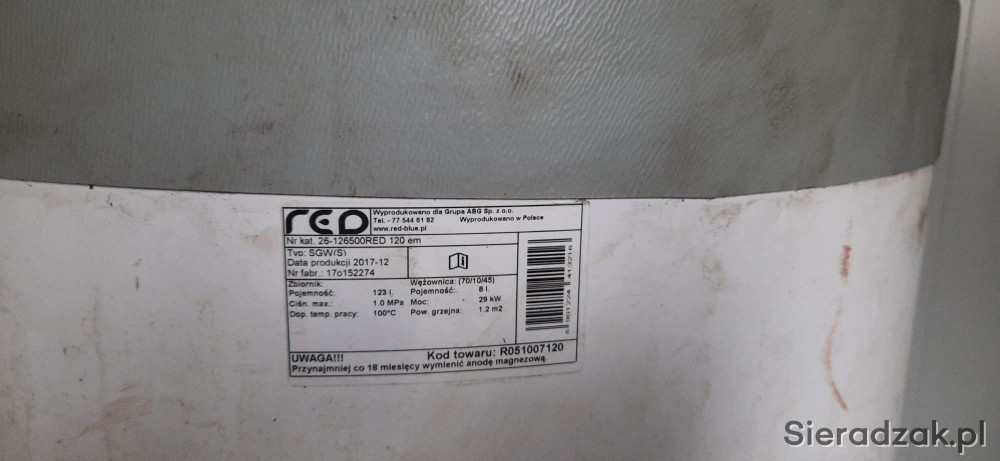 RED
Wyprodukowano dla Grupa ABG Sp. z o.o.
Tel. - 77 544 61 82 Wyprodukowano w Polsce
www.red-blue.pl
Nr kat. 26-126500RED 120 em
Typ: SGW(S)
Data produkcji 2017-12
Nr fabr.: 17o152274
Zbiornik: Wężownica: (70/10/45)
Pojemność: 123 l. Pojemność: 8 l.
Ciśn. max.: 1.0 MPa Moc: 29 kW
Dop. temp. pracy: 100°C Pow. grzejna: 1.2 m2
5 901224 413216
Kod towaru: R051007120
UWAGA!!!
Przynajmniej co 18 miesięcy wymienić anodę magnezową.
Sieradzak.pl